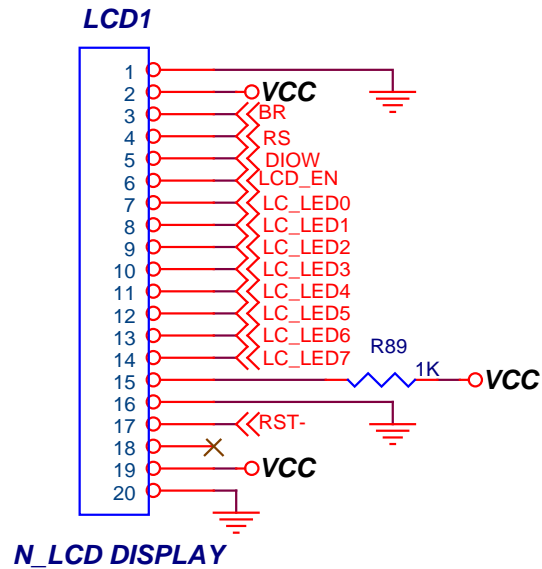 LCD1
1
2 VCC
3 BR
4 RS
5 DIOW
6 LCD_EN
7 LC_LED0
8 LC_LED1
9 LC_LED2
10 LC_LED3
11 LC_LED4
12 LC_LED5
13 LC_LED6
14 LC_LED7
R89
15 1K VCC
16
17 RST-
18
19 VCC
20
N_LCD DISPLAY